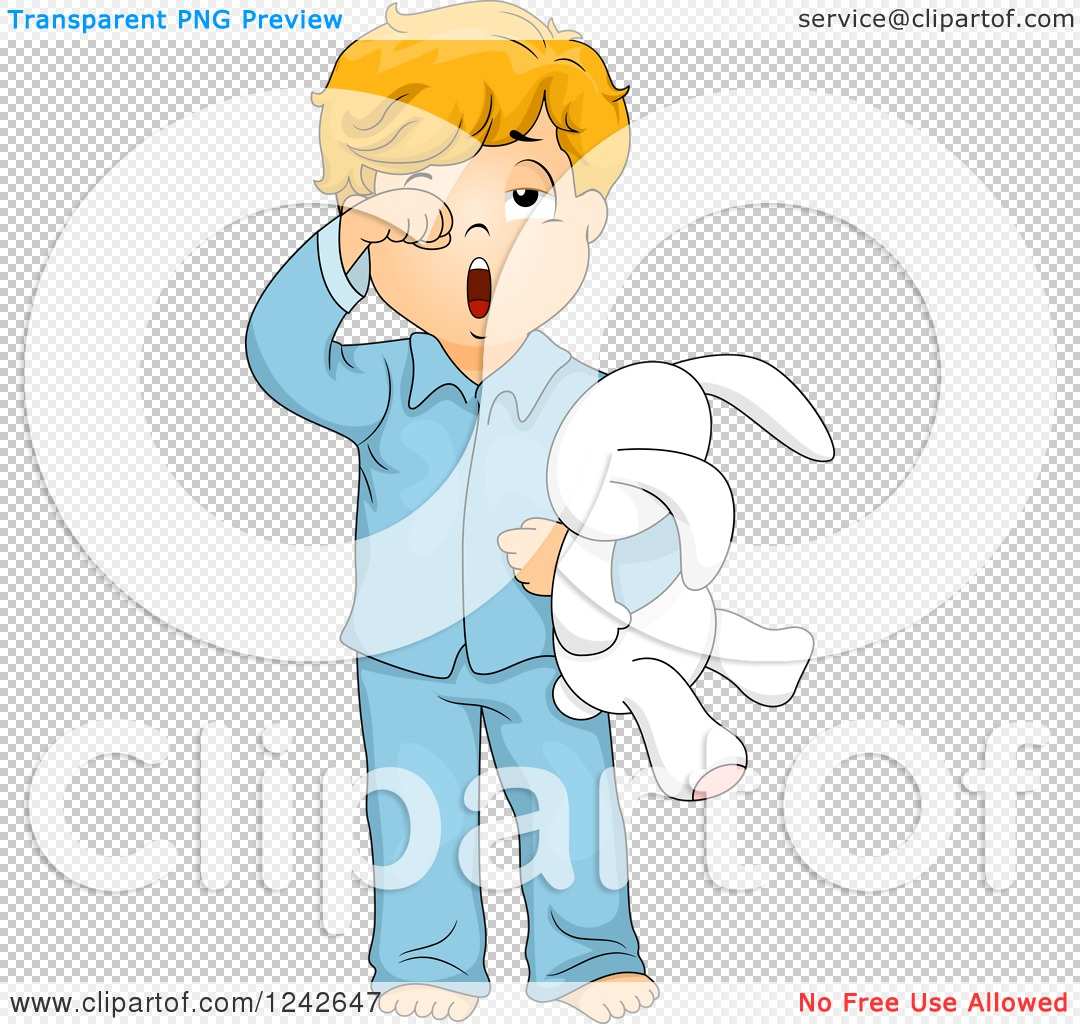 Transparent PNG Preview
service@clipartof.com
clipartof
www.clipartof.com/1242647
No Free Use Allowed